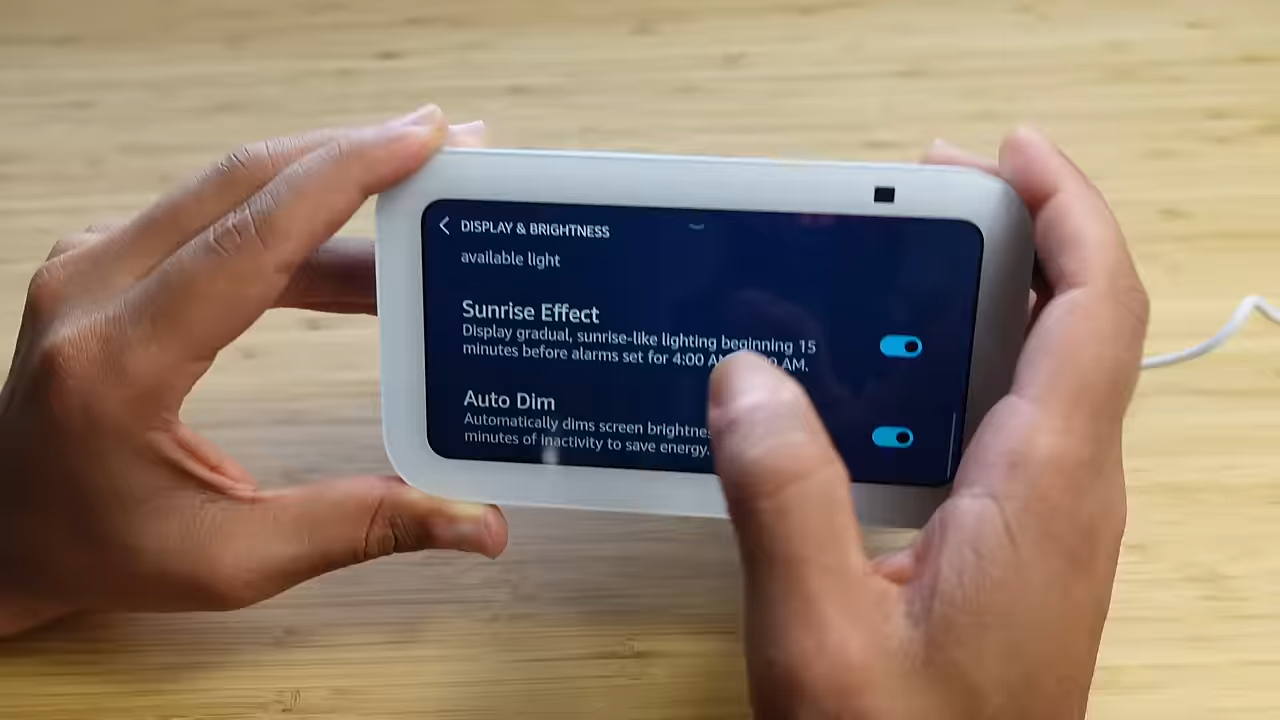 DISPLAY & BRIGHTNESS
available light
Sunrise Effect
Display gradual, sunrise-like lighting beginning 15
minutes before alarms set for 4:00 AM.
Auto Dim
Automatically dims screen
minutes of inactivity to save energy.